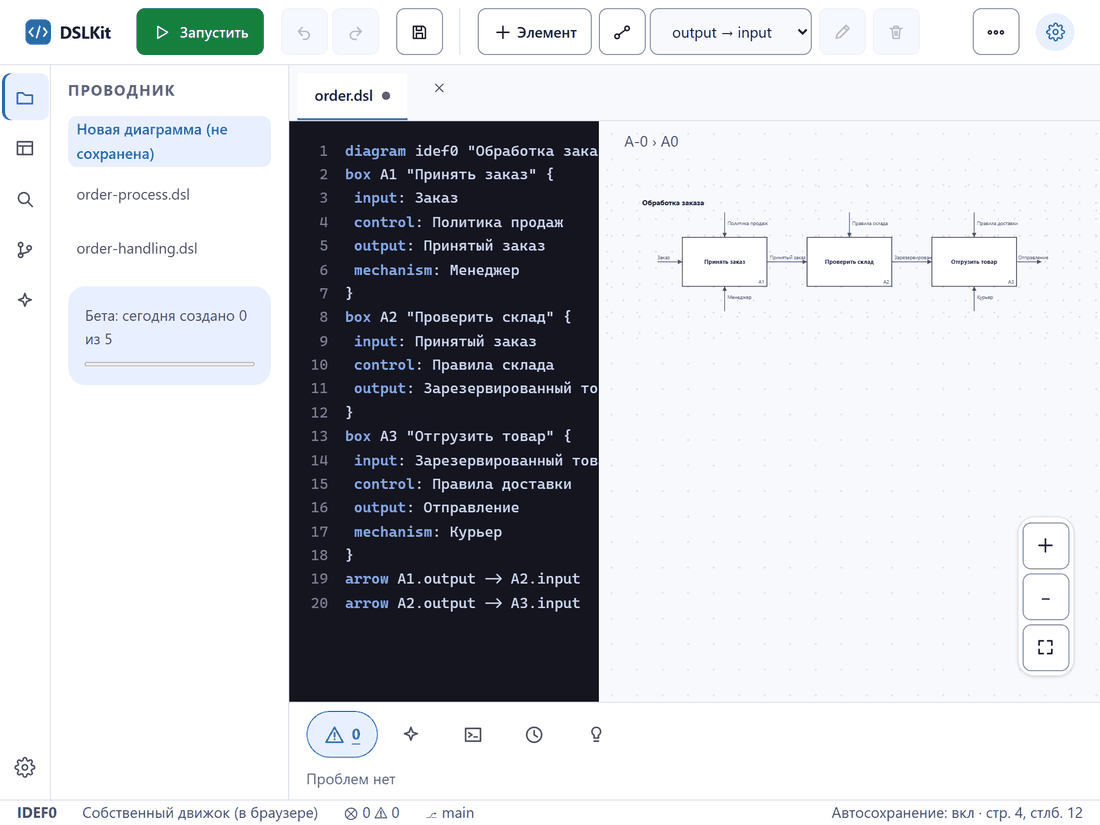 DSLKit
Запустить
Элемент
output → input
ПРОВОДНИК
Новая диаграмма (не
сохранена)
order-process.dsl
order-handling.dsl
Бета: сегодня создано 0
из 5
order.dsl
1 diagram idef0 "Обработка зака
2 box A1 "Принять заказ" {
3 input: Заказ
4 control: Политика продаж
5 output: Принятый заказ
6 mechanism: Менеджер
7 }
8 box A2 "Проверить склад" {
9 input: Принятый заказ
10 control: Правила склада
11 output: Зарезервированный то
12 }
13 box A3 "Отгрузить товар" {
14 input: Зарезервированный тов
15 control: Правила доставки
16 output: Отправление
17 mechanism: Курьер
18 }
19 arrow A1.output —> A2.input
20 arrow A2.output —> A3.input
A-0 › A0
Обработка заказа
Политика продаж
Правила склада
Правила доставки
Заказ
Принять заказ
A1
Принятый заказ
Проверить склад
A2
Зарезервирован
Отгрузить товар
A3
Отправление
Менеджер
Курьер
0
Проблем нет
IDEF0
Собственный движок (в браузере)
0 0
main
Автосохранение: вкл · стр. 4, стлб. 12